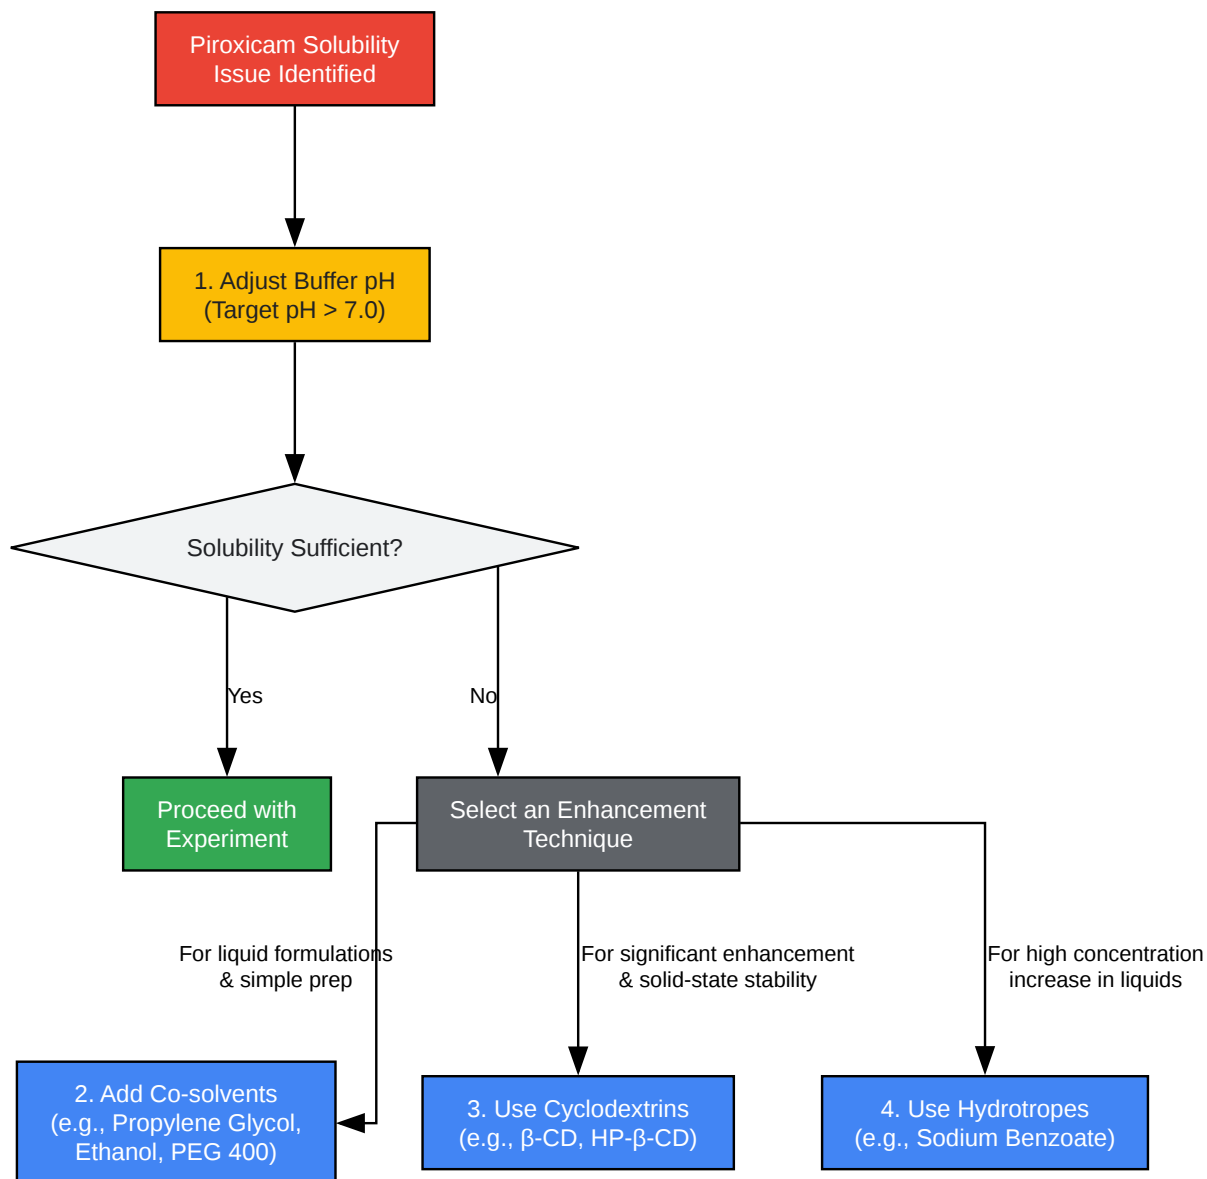 Piroxicam Solubility
Issue Identified
1. Adjust Buffer pH
(Target pH > 7.0)
Solubility Sufficient?
Yes
No
Proceed with
Experiment
Select an Enhancement
Technique
For liquid formulations
& simple prep
For significant enhancement
& solid-state stability
For high concentration
increase in liquids
2. Add Co-solvents
(e.g., Propylene Glycol,
Ethanol, PEG 400)
3. Use Cyclodextrins
(e.g., β-CD, HP-β-CD)
4. Use Hydrotropes
(e.g., Sodium Benzoate)